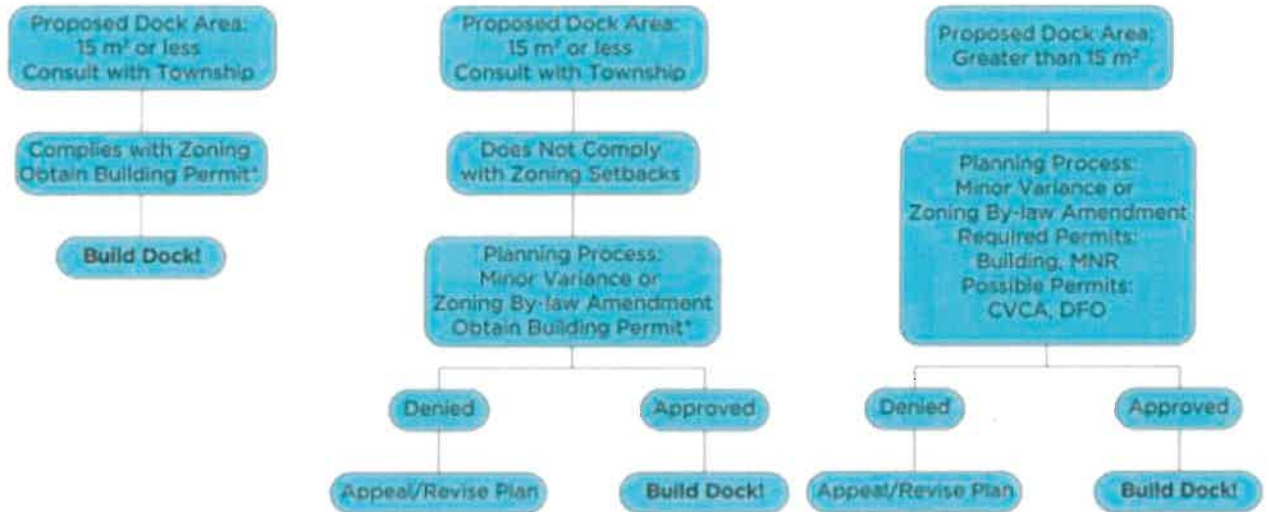 Proposed Dock Area:
15 m² or less
Consult with Township
Complies with Zoning
Obtain Building Permit*
Build Dock!
Proposed Dock Area:
15 m² or less
Consult with Township
Does Not Comply
with Zoning Setbacks
Planning Process:
Minor Variance or
Zoning By-law Amendment
Obtain Building Permit*
Denied
Approved
Appeal/Revise Plan
Build Dock!
Proposed Dock Area:
Greater than 15 m²
Planning Process:
Minor Variance or
Zoning By-law Amendment
Required Permits:
Building, MNR
Possible Permits:
CVCA, DFO
Denied
Approved
Appeal/Revise Plan
Build Dock!